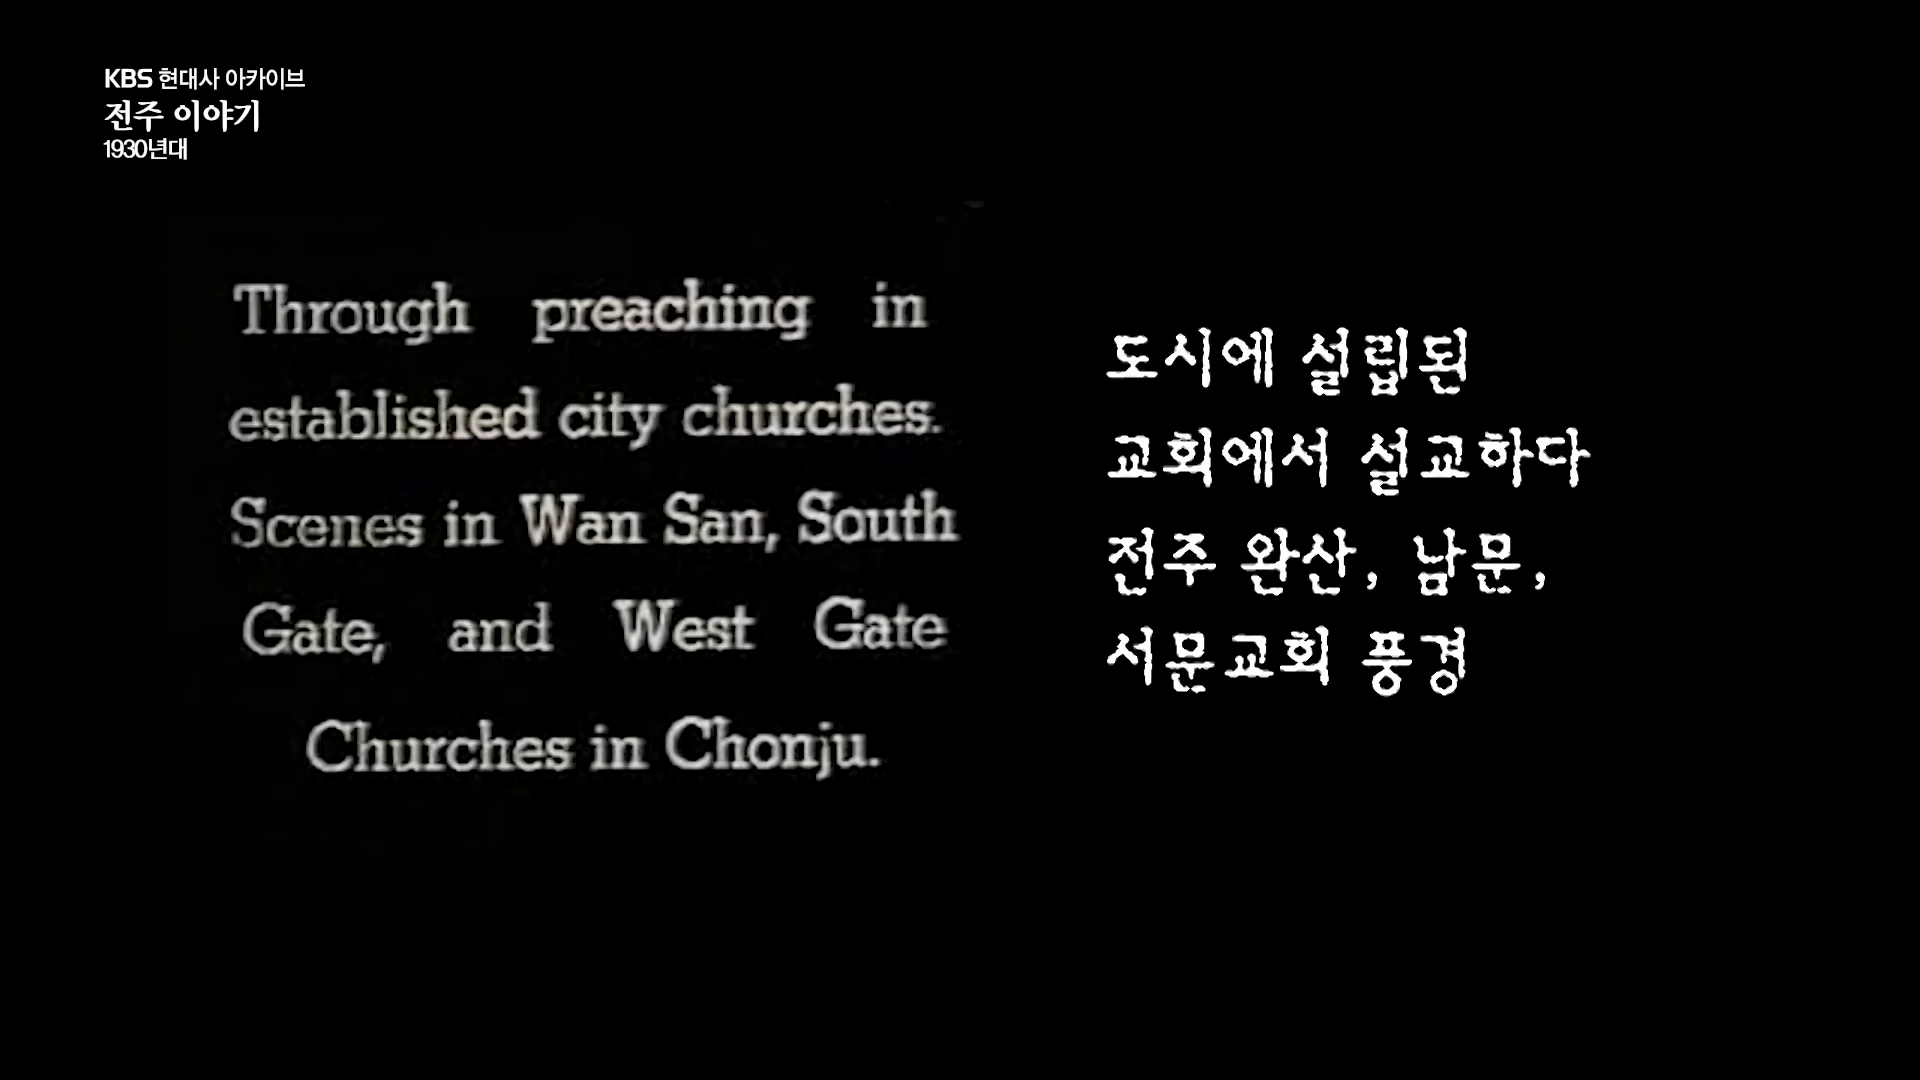 KBS 현대사 아카이브
전주 이야기
1930년대
Through preaching in
established city churches.
Scenes in Wan San, South
Gate, and West Gate
Churches in Chonju.
도시에 설립된
교회에서 설교하다
전주 완산, 남문,
서문교회 풍경